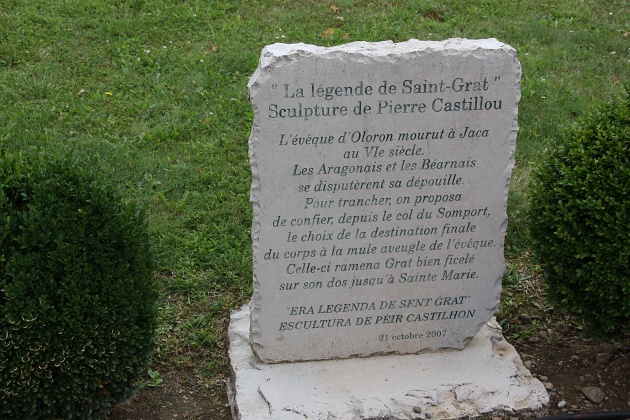 " La légende de Saint-Grat "
Sculpture de Pierre Castillou
L'évêque d'Oloron mourut à Jaca
au VIe siècle.
Les Aragonais et les Béarnais
se disputèrent sa dépouille.
Pour trancher, on proposa
de confier, depuis le col du Somport,
le choix de la destination finale
du corps à la mule aveugle de l'évêque.
Celle-ci ramena Grat bien ficelé
sur son dos jusqu'à Sainte Marie.
"ERA LEGENDA DE SENT GRAT"
ESCULTURA DE PÈIR CASTILHON
21 octobre 2007